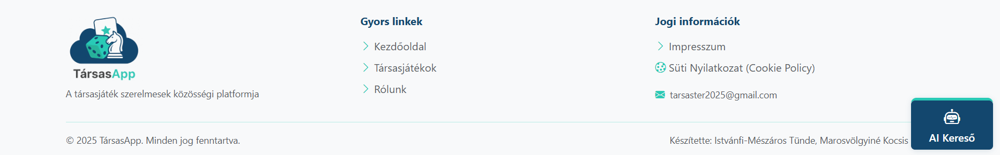 TársasApp
A társasjáték szerelmesek közösségi platformja
Gyors linkek
Kezdőoldal
Társasjátékok
Rólunk
Jogi információk
Impresszum
Süti Nyilatkozat (Cookie Policy)
tarsaster2025@gmail.com
© 2025 TársasApp. Minden jog fenntartva.
Készítette: Istvánfi-Mészáros Tünde, Marosvölgyiné Kocsis
AI Kereső